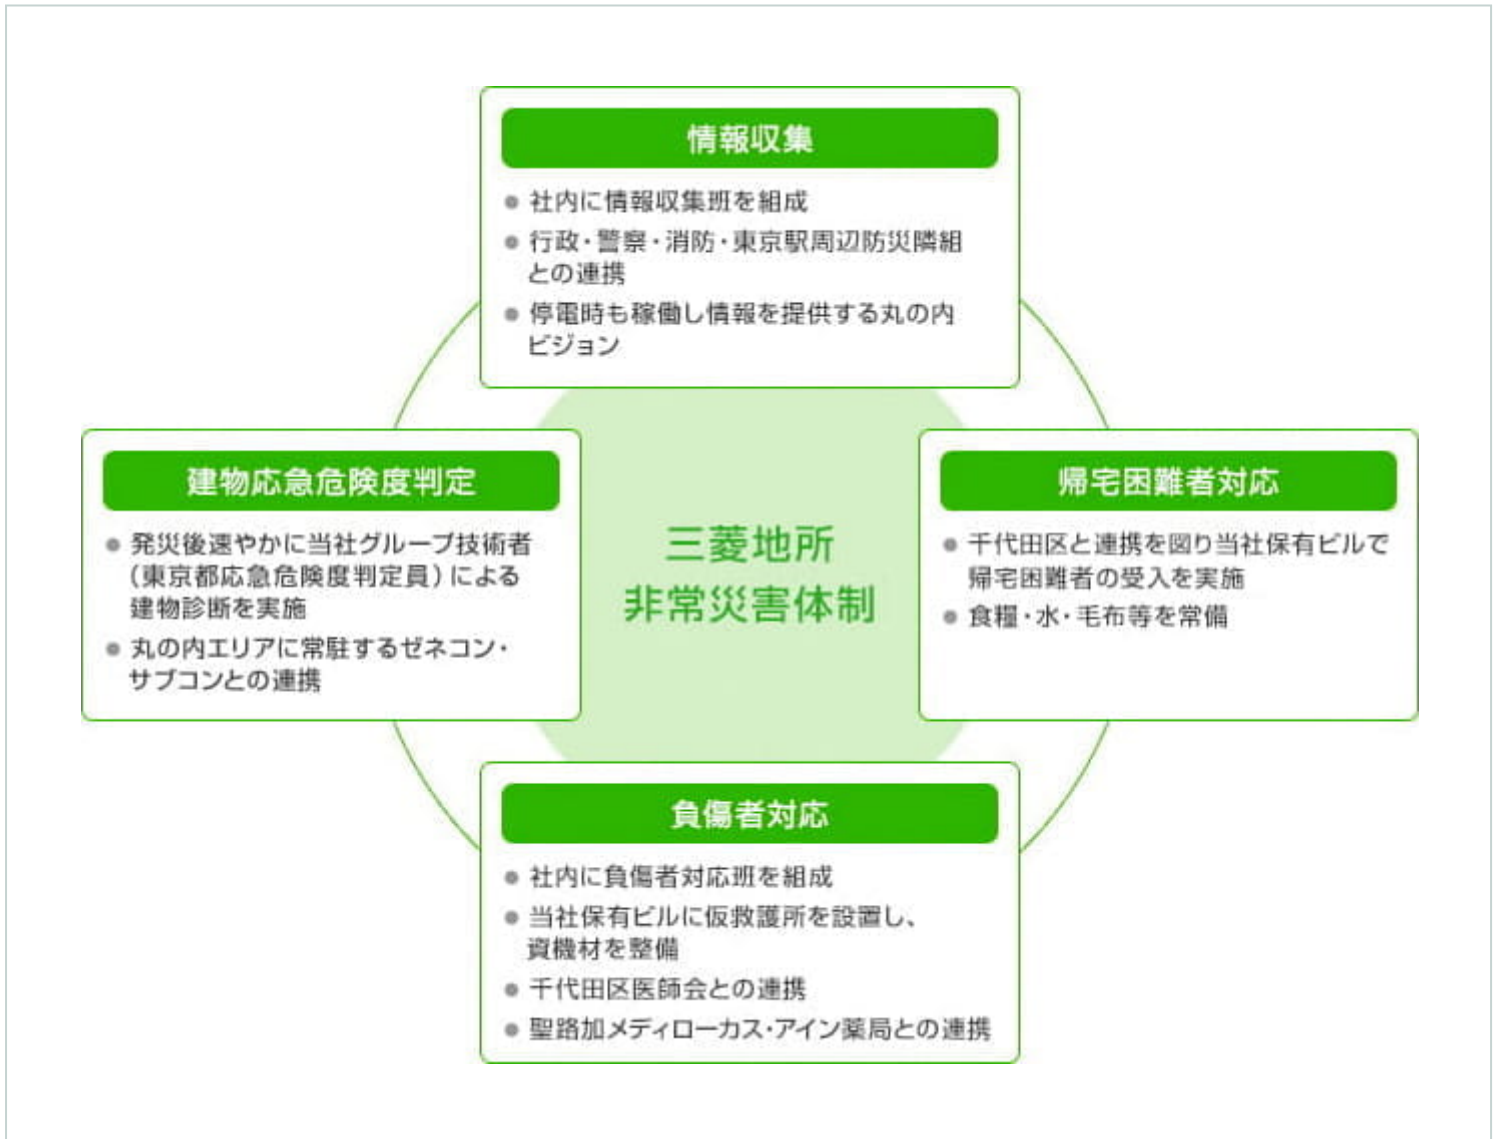 情報収集
● 社内に情報収集班を組成
● 行政・警察・消防・東京駅周辺防災隣組
との連携
● 停電時も稼働し情報を提供する丸の内
ビジョン
建物応急危険度判定
● 発災後速やかに当社グループ技術者
(東京都応急危険度判定員)による
建物診断を実施
● 丸の内エリアに常駐するゼネコン・
サブコンとの連携
三菱地所
非常災害体制
帰宅困難者対応
● 千代田区と連携を図り当社保有ビルで
帰宅困難者の受入を実施
● 食糧・水・毛布等を常備
負傷者対応
● 社内に負傷者対応班を組成
● 当社保有ビルに仮救護所を設置し、
資機材を整備
● 千代田区医師会との連携
● 聖路加メディローカス・アイン薬局との連携